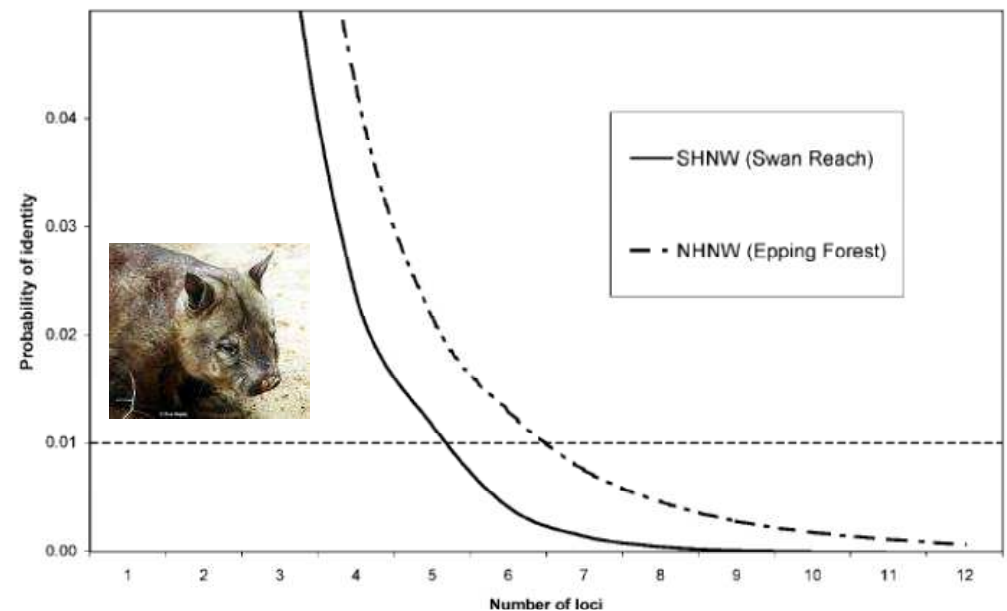 0.04
0.03
0.02
0.01
0.00
Probability of identity
SHNW (Swan Reach)
NHNW (Epping Forest)
1 2 3 4 5 6 7 8 9 10 11 12
Number of loci